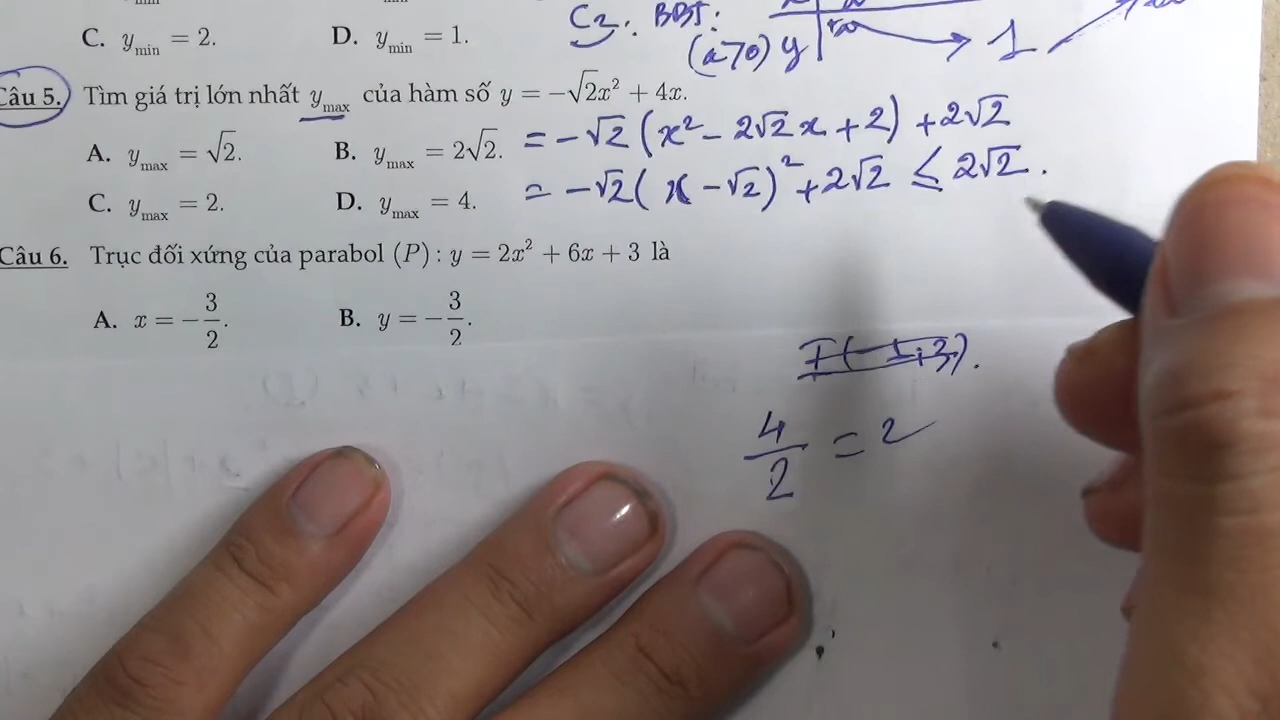 C. y_min = 2. D. y_min = 1.
C2: BBT:
(a>0) y +∞ 1
Câu 5. Tìm giá trị lớn nhất y_max của hàm số y = -√2x² + 4x.
= -√2(x² - 2√2x + 2) + 2√2
A. y_max = √2. B. y_max = 2√2.
= -√2(x - √2)² + 2√2 ≤ 2√2.
C. y_max = 2. D. y_max = 4.
Câu 6. Trục đối xứng của parabol (P): y = 2x² + 6x + 3 là
A. x = -3/2. B. y = -3/2.
I(-1;3).
4/2 = 2